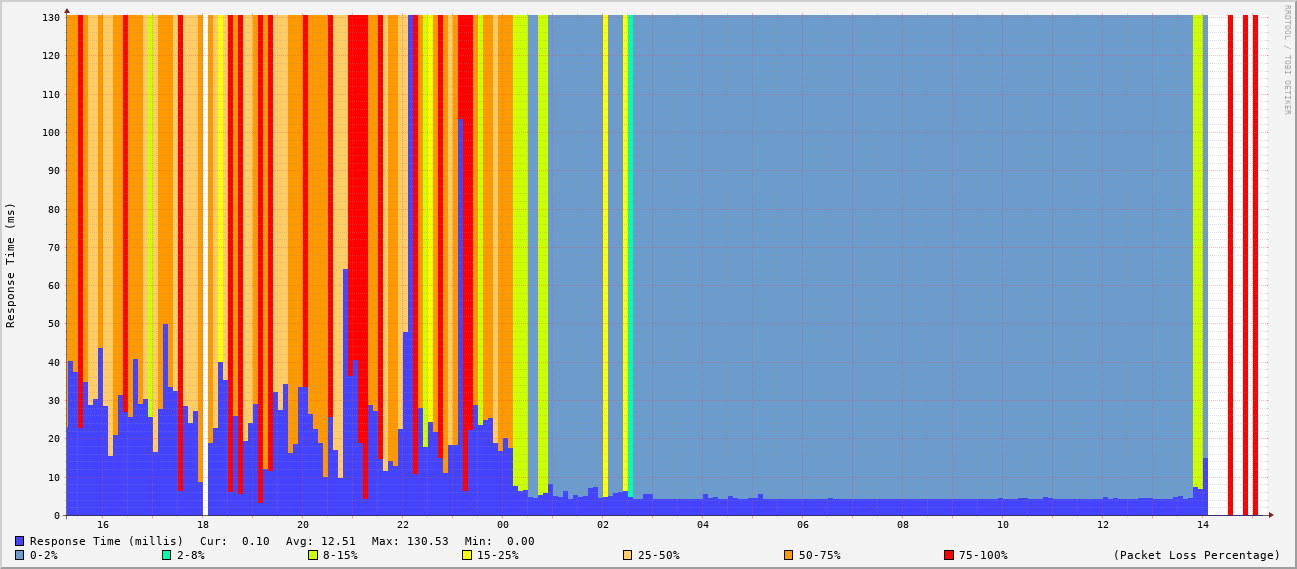 RRDTOOL / TOBI OETIKER
Response Time (ms)
130
120
110
100
90
80
70
60
50
40
30
20
10
0
16 18 20 22 00 02 04 06 08 10 12 14
Response Time (millis) Cur: 0.10 Avg: 12.51 Max: 130.53 Min: 0.00
0-2% 2-8% 8-15% 15-25% 25-50% 50-75% 75-100% (Packet Loss Percentage)